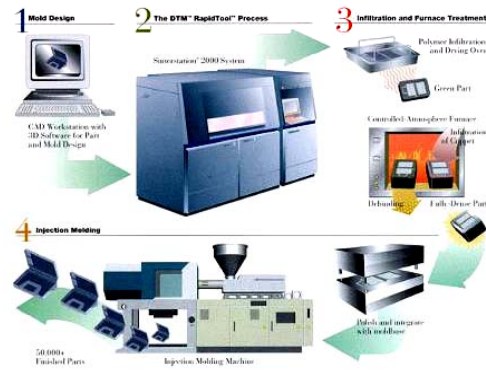 1 Mold Design
2 The DTM™ RapidTool™ Process
3 Infiltration and Furnace Treatment
Sinterstation® 2000 System
Polymer Infiltration
and Drying Oven
Green Part
CAD Workstation with
3D Software for Part
and Mold Design
Controlled-Atmosphere Furnace
Infiltration
of Copper
Debinding
Fully-Dense Part
4 Injection Molding
Polish and integrate
with moldbase
50,000+
Finished Parts
Injection Molding Machine